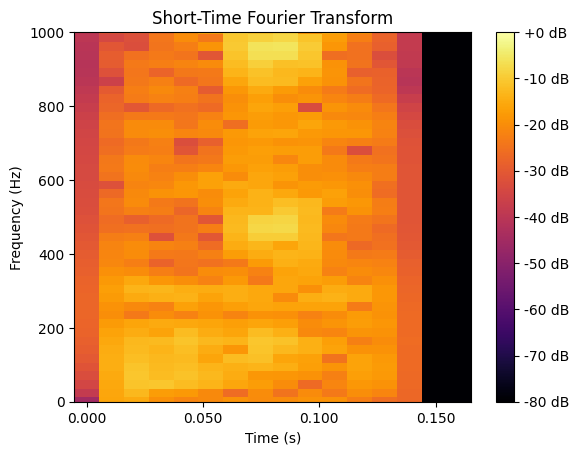 Short-Time Fourier Transform
1000
800
600
400
200
0
Frequency (Hz)
0.000
0.050
0.100
0.150
Time (s)
+0 dB
-10 dB
-20 dB
-30 dB
-40 dB
-50 dB
-60 dB
-70 dB
-80 dB